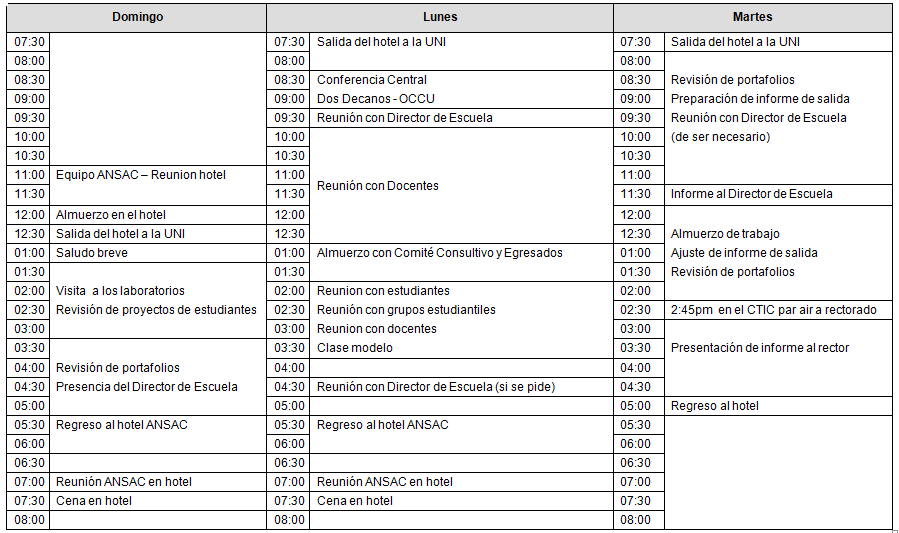 Domingo Lunes Martes
07:30 07:30 Salida del hotel a la UNI 07:30 Salida del hotel a la UNI
08:00 08:00 08:00
08:30 08:30 Conferencia Central 08:30 Revisión de portafolios
09:00 09:00 Dos Decanos - OCCU 09:00 Preparación de informe de salida
09:30 09:30 Reunión con Director de Escuela 09:30 Reunión con Director de Escuela
10:00 10:00 10:00 (de ser necesario)
10:30 10:30 10:30
11:00 Equipo ANSAC – Reunion hotel 11:00 11:00
Reunión con Docentes
11:30 11:30 11:30 Informe al Director de Escuela
12:00 Almuerzo en el hotel 12:00 12:00
12:30 Salida del hotel a la UNI 12:30 12:30 Almuerzo de trabajo
01:00 Saludo breve 01:00 Almuerzo con Comité Consultivo y Egresados 01:00 Ajuste de informe de salida
01:30 01:30 01:30 Revisión de portafolios
02:00 Visita a los laboratorios 02:00 Reunion con estudiantes 02:00
02:30 Revisión de proyectos de estudiantes 02:30 Reunión con grupos estudiantiles 02:30 2:45pm en el CTIC par air a rectorado
03:00 03:00 Reunion con docentes 03:00
03:30 03:30 Clase modelo 03:30 Presentación de informe al rector
04:00 Revisión de portafolios 04:00 04:00
04:30 Presencia del Director de Escuela 04:30 Reunión con Director de Escuela (si se pide) 04:30
05:00 05:00 05:00 Regreso al hotel
05:30 Regreso al hotel ANSAC 05:30 Regreso al hotel ANSAC 05:30
06:00 06:00 06:00
06:30 06:30 06:30
07:00 Reunión ANSAC en hotel 07:00 Reunión ANSAC en hotel 07:00
07:30 Cena en hotel 07:30 Cena en hotel 07:30
08:00 08:00 08:00